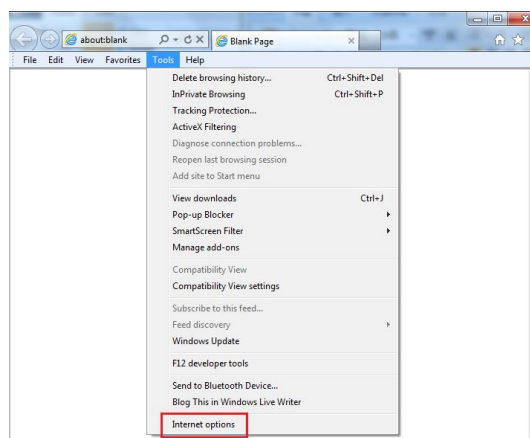 about:blank
Blank Page
File Edit View Favorites Tools Help
Delete browsing history... Ctrl+Shift+Del
InPrivate Browsing Ctrl+Shift+P
Tracking Protection...
ActiveX Filtering
Diagnose connection problems...
Reopen last browsing session
Add site to Start menu
View downloads Ctrl+J
Pop-up Blocker
SmartScreen Filter
Manage add-ons
Compatibility View
Compatibility View settings
Subscribe to this feed...
Feed discovery
Windows Update
F12 developer tools
Send to Bluetooth Device...
Blog This in Windows Live Writer
Internet options